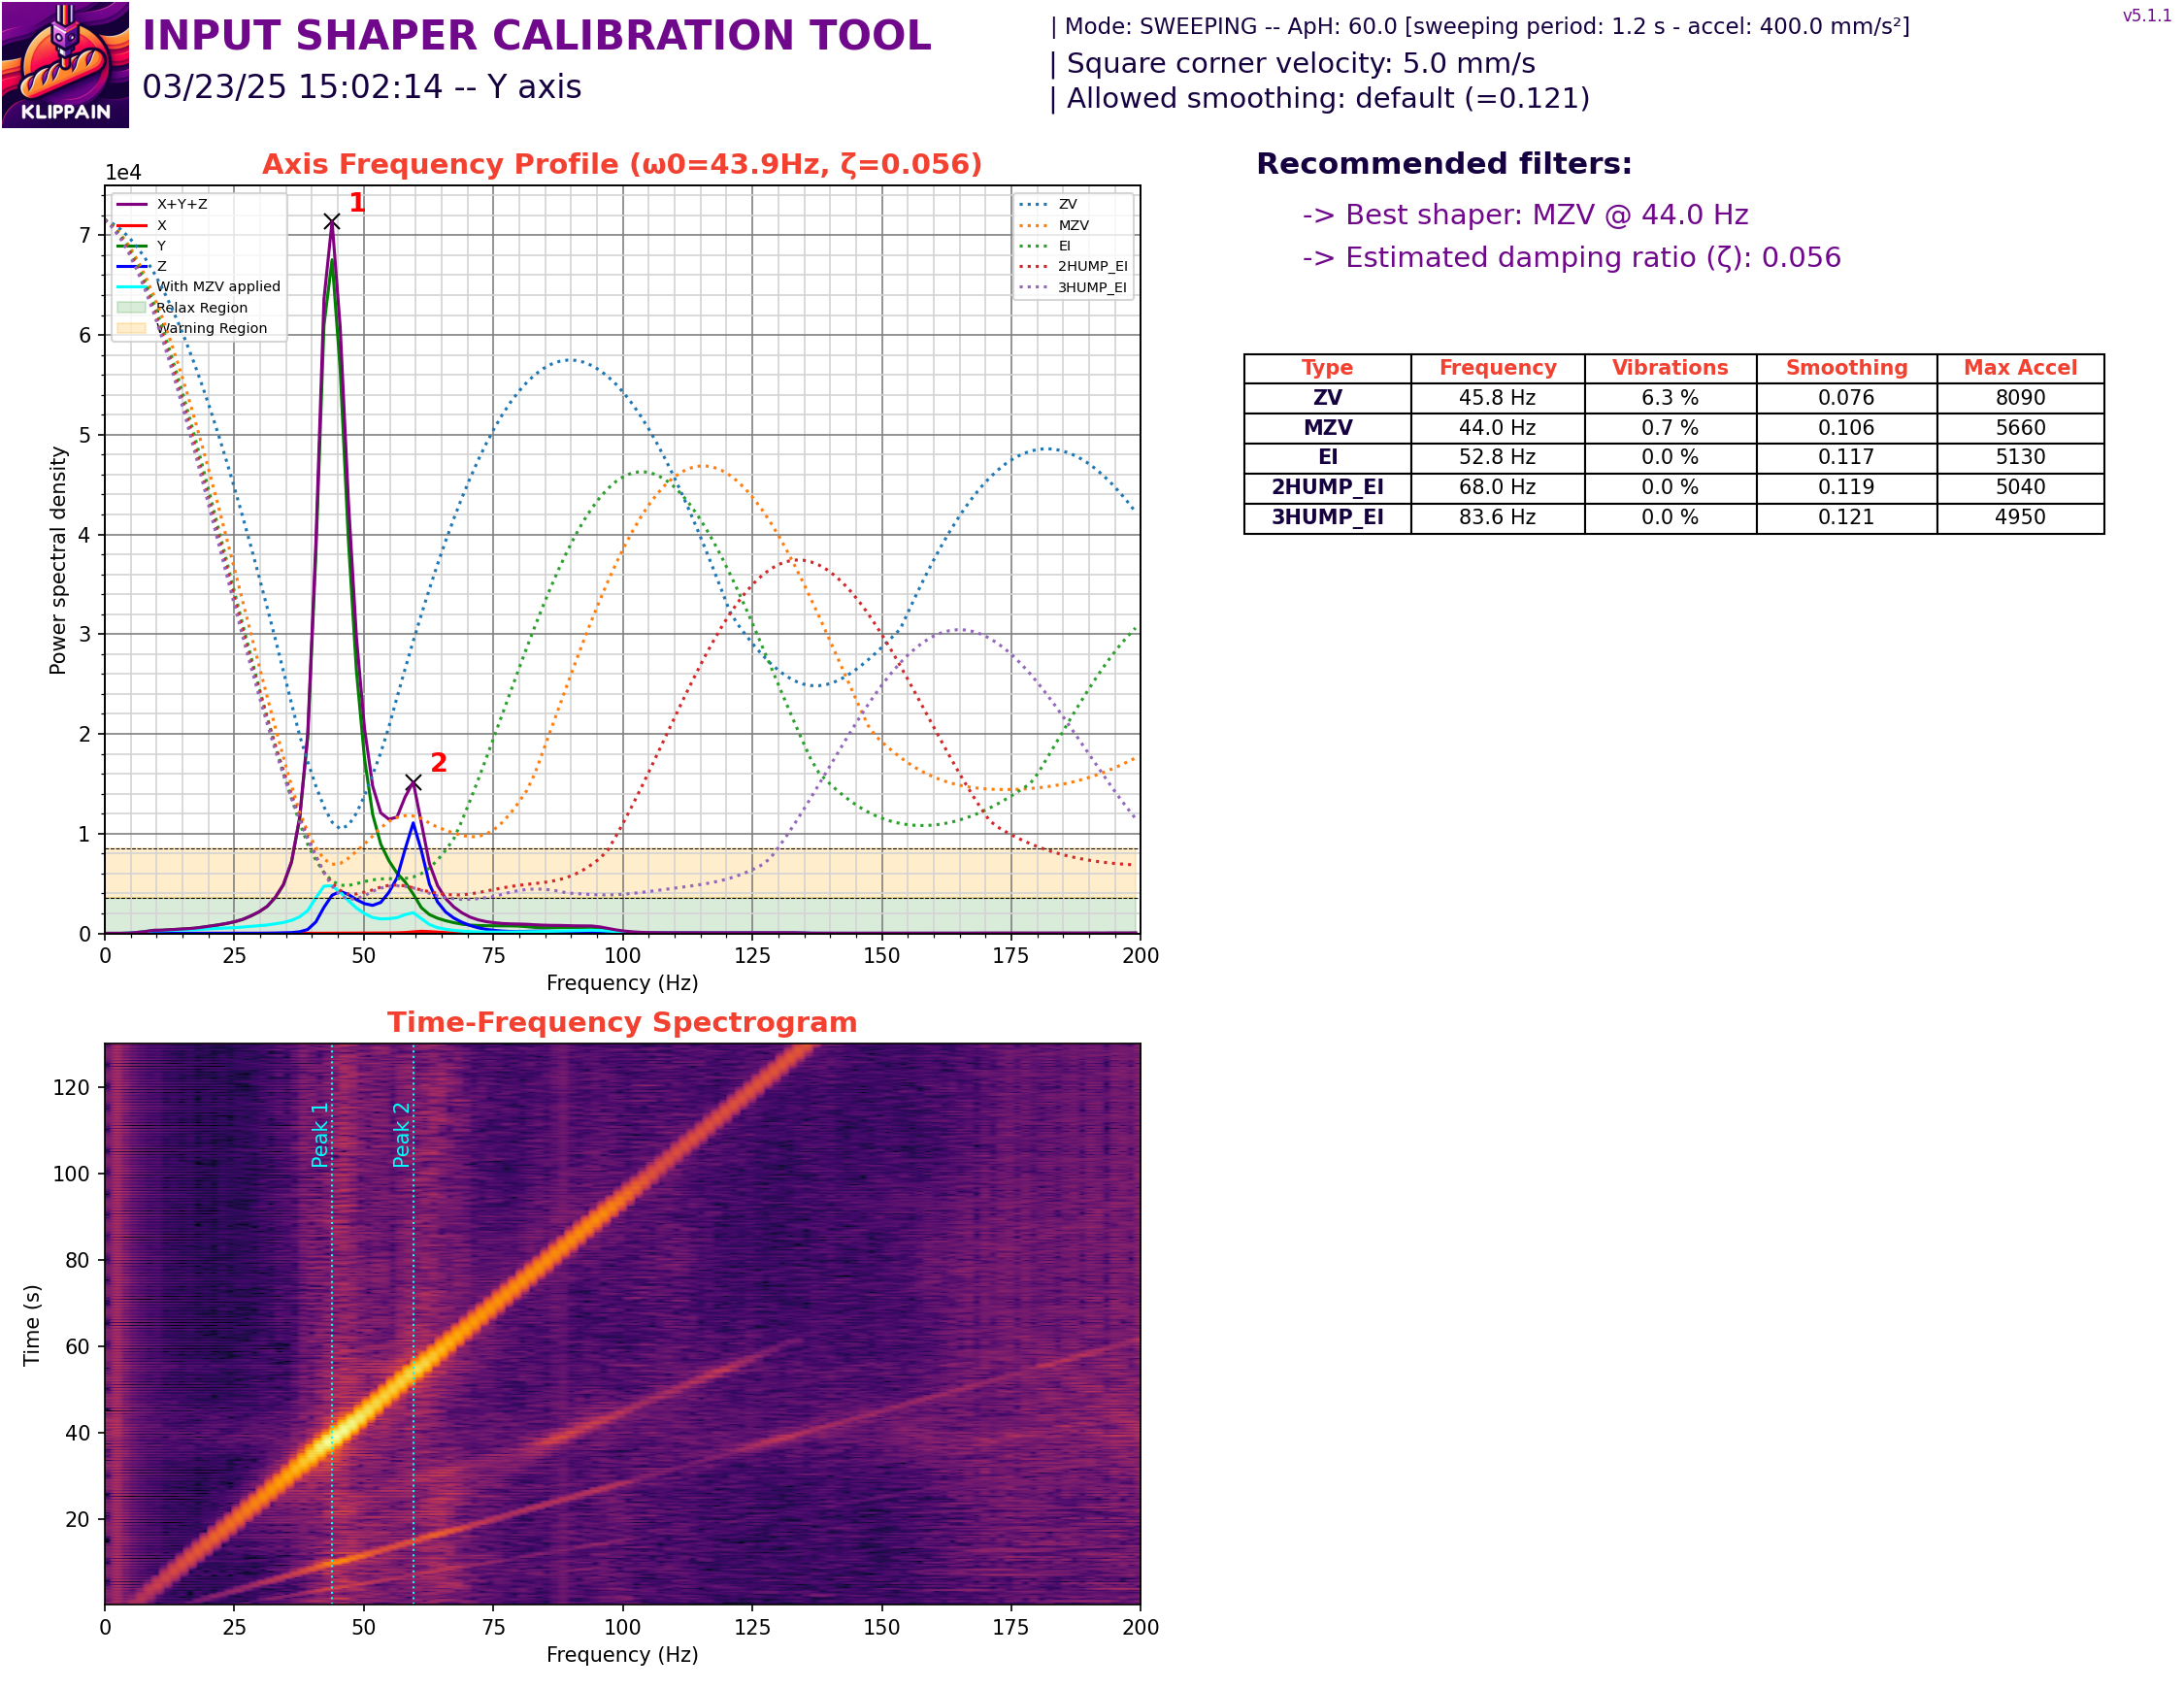 KLIPPAIN
INPUT SHAPER CALIBRATION TOOL
03/23/25 15:02:14 -- Y axis
| Mode: SWEEPING -- ApH: 60.0 [sweeping period: 1.2 s - accel: 400.0 mm/s²]
| Square corner velocity: 5.0 mm/s
| Allowed smoothing: default (=0.121)
v5.1.1
Axis Frequency Profile (ω0=43.9Hz, ζ=0.056)
1e4
Power spectral density
7
6
5
4
3
2
1
0
X+Y+Z
X
Y
Z
With MZV applied
Relax Region
Warning Region
1
2
ZV
MZV
EI
2HUMP_EI
3HUMP_EI
0 25 50 75 100 125 150 175 200
Frequency (Hz)
Recommended filters:
-> Best shaper: MZV @ 44.0 Hz
-> Estimated damping ratio (ζ): 0.056
Type Frequency Vibrations Smoothing Max Accel
ZV 45.8 Hz 6.3 % 0.076 8090
MZV 44.0 Hz 0.7 % 0.106 5660
EI 52.8 Hz 0.0 % 0.117 5130
2HUMP_EI 68.0 Hz 0.0 % 0.119 5040
3HUMP_EI 83.6 Hz 0.0 % 0.121 4950
Time-Frequency Spectrogram
Time (s)
120
100
80
60
40
20
Peak 1
Peak 2
0 25 50 75 100 125 150 175 200
Frequency (Hz)